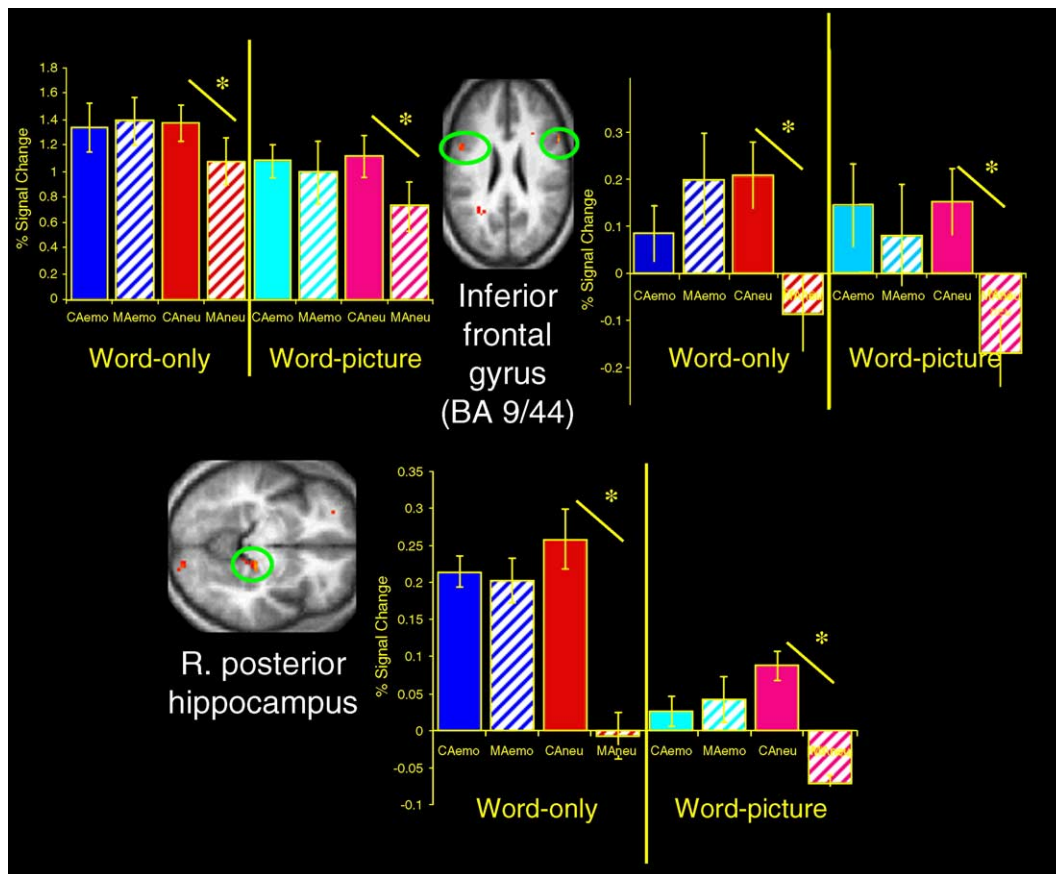 % Signal Change
1.8
1.6
1.4
1.2
1
0.8
0.6
0.4
0.2
0
*
*
CAemo MAemo CAneu MAneu CAemo MAemo CAneu MAneu
Word-only Word-picture
Inferior
frontal
gyrus
(BA 9/44)
% Signal Change
0.3
0.2
0.1
0
-0.1
-0.2
*
*
CAemo MAemo CAneu MAneu CAemo MAemo CAneu MAneu
Word-only Word-picture
R. posterior
hippocampus
% Signal Change
0.35
0.3
0.25
0.2
0.15
0.1
0.05
0
-0.05
-0.1
*
*
CAemo MAemo CAneu MAneu CAemo MAemo CAneu MAneu
Word-only Word-picture